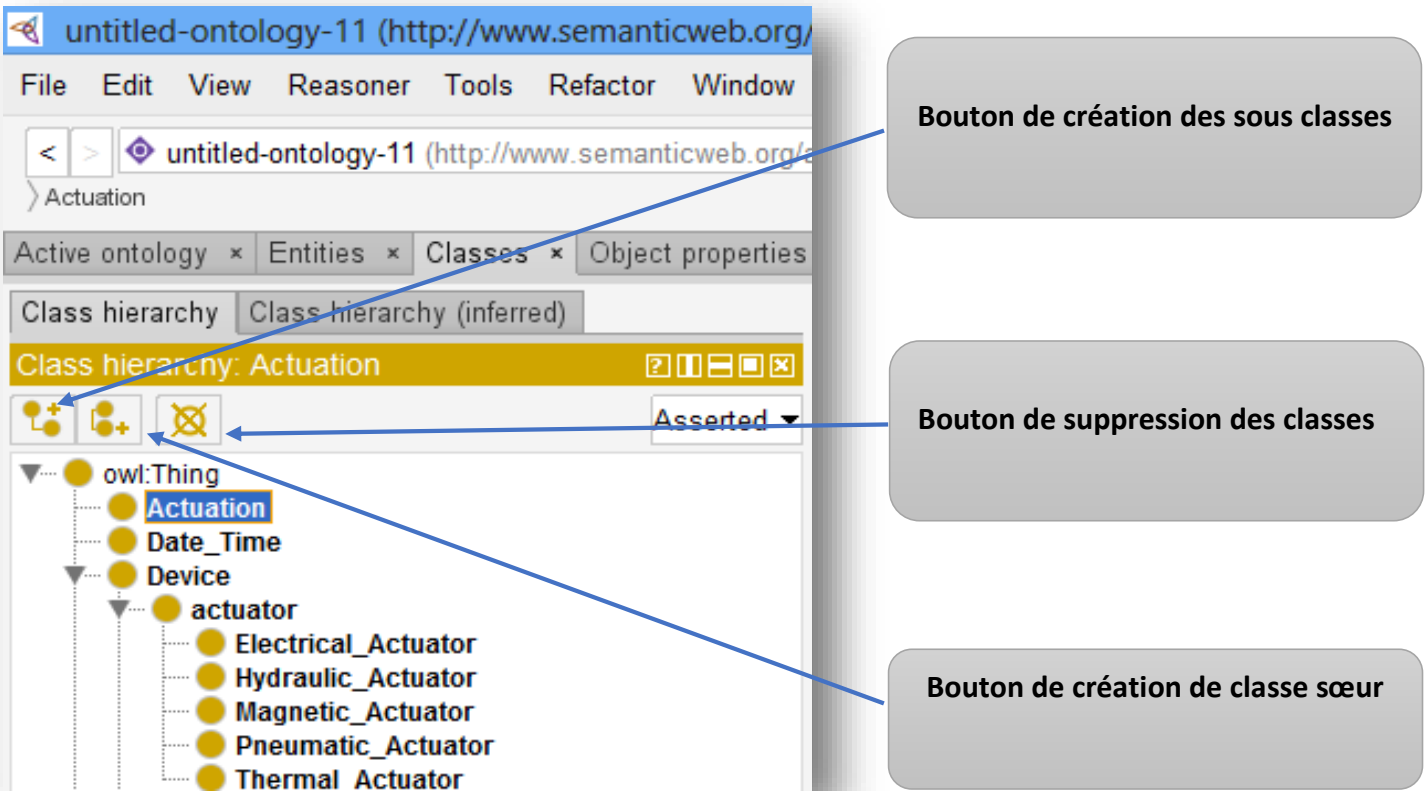 untitled-ontology-11 (http://www.semanticweb.org/
File Edit View Reasoner Tools Refactor Window
< > untitled-ontology-11 (http://www.semanticweb.org/a
Actuation
Active ontology × Entities × Classes × Object properties
Class hierarchy Class hierarchy (inferred)
Class hierarchy: Actuation
Asserted
owl:Thing
Actuation
Date_Time
Device
actuator
Electrical_Actuator
Hydraulic_Actuator
Magnetic_Actuator
Pneumatic_Actuator
Thermal_Actuator
Bouton de création des sous classes
Bouton de suppression des classes
Bouton de création de classe sœur